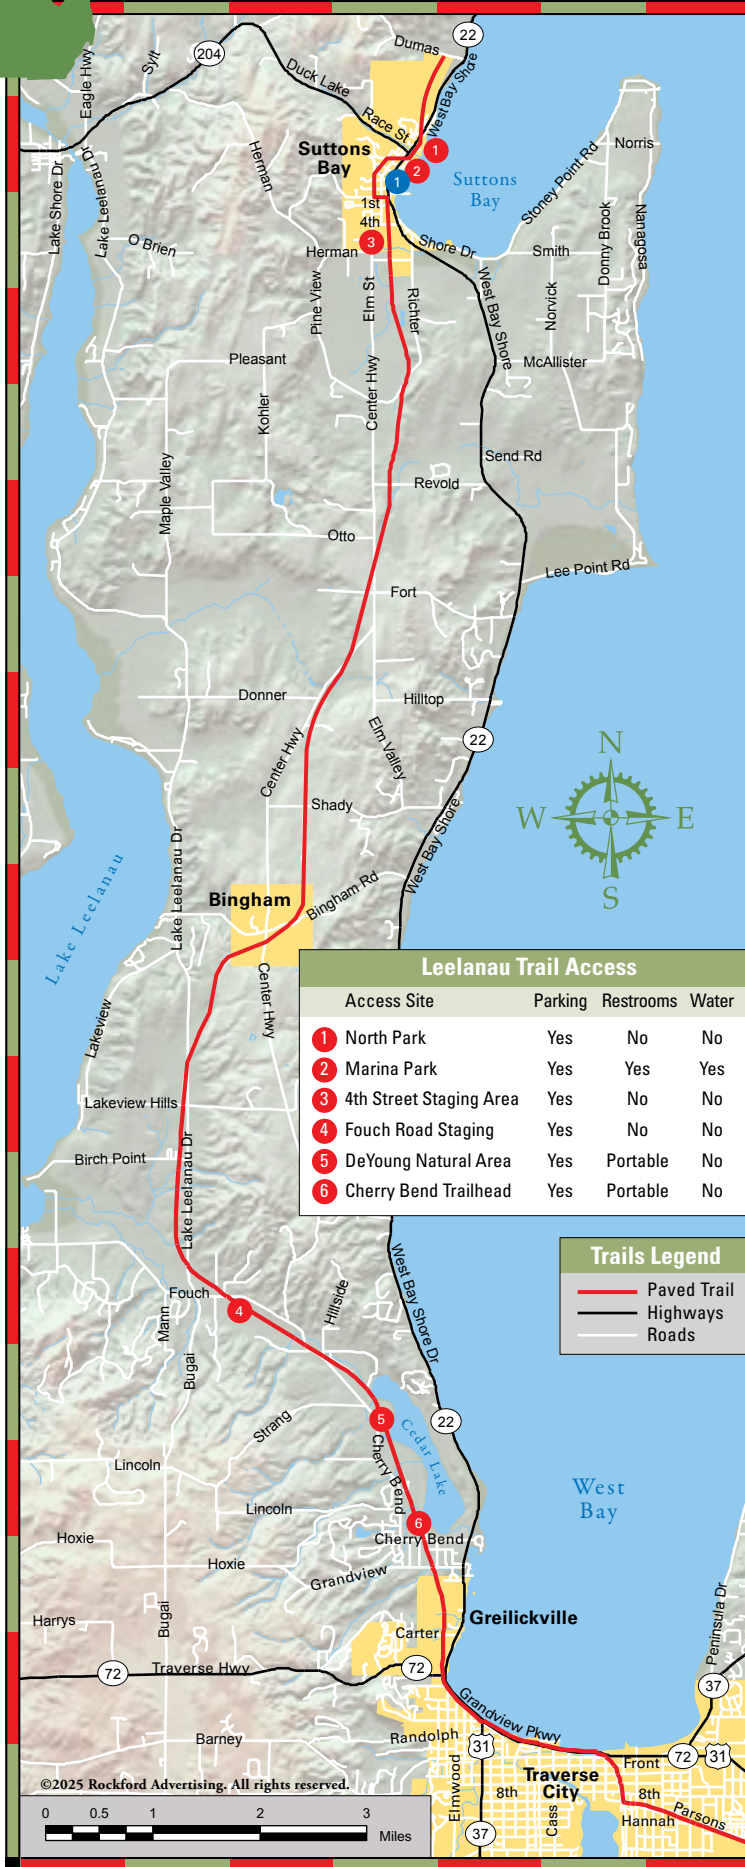 22
Dumas
204
Sylt
Eagle Hwy
Duck Lake
West Bay Shore
Race St
Norris
Herman
Suttons
Bay
1
2
1
Suttons
Bay
Stoney Point Rd
Lake Shore Dr
Lake Leelanau Dr
1st
4th
3
O Brien
Herman
Shore Dr
Smith
Donny Brook
Nanagosa
Pine View
Elm St
Richter
West Bay Shore
Norvick
Pleasant
McAllister
Center Hwy
Kohler
Maple Valley
Send Rd
Revold
Otto
Lee Point Rd
Fort
Donner
Hilltop
Center Hwy
Elm Valley
22
N
W
E
S
Shady
West Bay Shore
Lake Leelanau Dr
Lake Leelanau
Bingham
Bingham Rd
Center Hwy
Leelanau Trail Access
Access Site Parking Restrooms Water
1 North Park Yes No No
2 Marina Park Yes Yes Yes
3 4th Street Staging Area Yes No No
4 Fouch Road Staging Yes No No
5 DeYoung Natural Area Yes Portable No
6 Cherry Bend Trailhead Yes Portable No
Lakeview
Lakeview Hills
Birch Point
Lake Leelanau Dr
West Bay Shore Dr
Trails Legend
Paved Trail
Highways
Roads
Fouch
4
Hillside
Mann
Bugai
5
22
Strang
Cedar Lake
Cherry Bend
Lincoln
West
Bay
Lincoln
6
Hoxie
Cherry Bend
Hoxie
Grandview
Harrys
Bugai
Greilickville
Carter
Peninsula Dr
72
Traverse Hwy
72
37
Grandview Pkwy
Barney
Randolph
31
Front
72
31
Traverse
City
©2025 Rockford Advertising. All rights reserved.
Elmwood
8th
Cass
8th
Hannah
Parsons
37
0 0.5 1 2 3
Miles